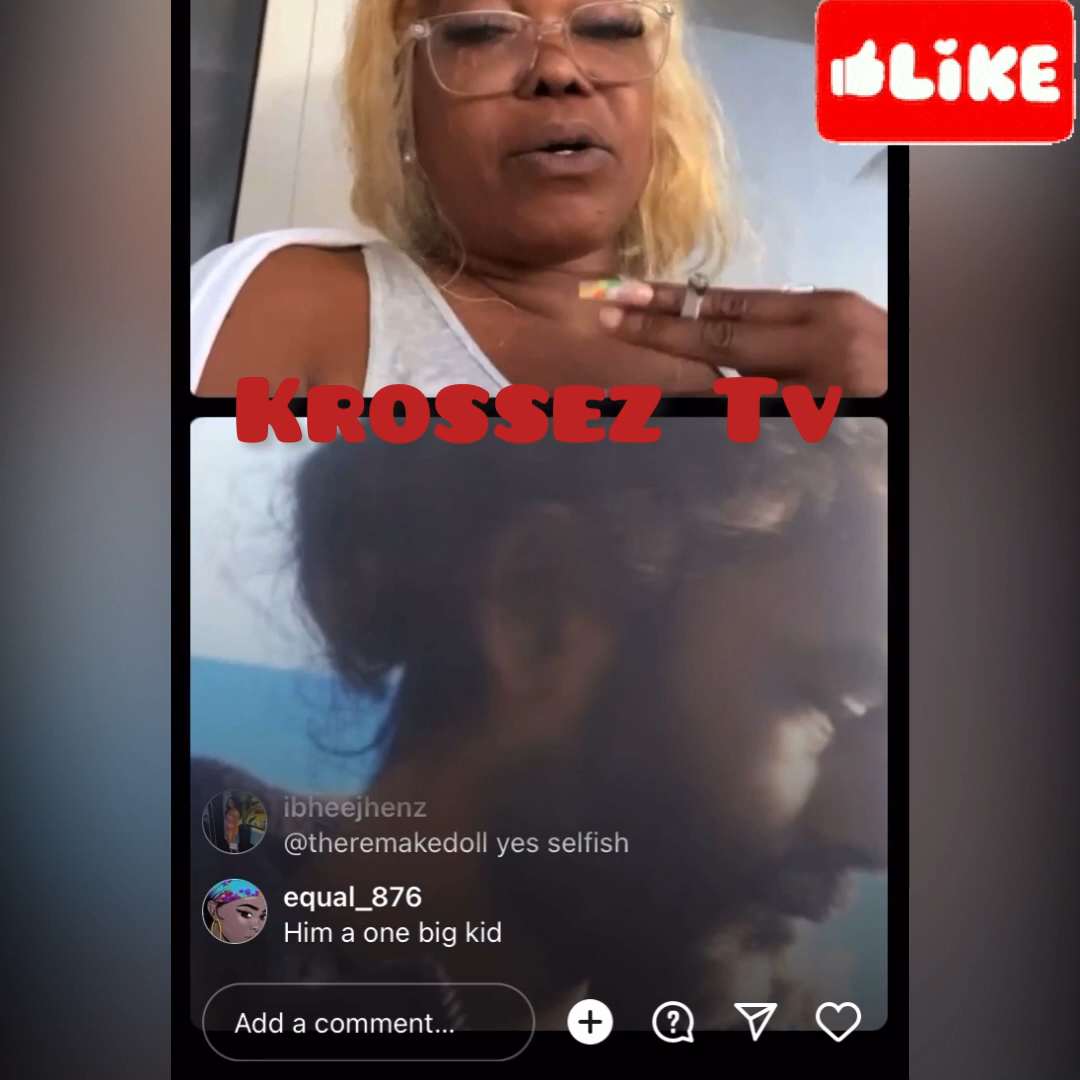 LiKE
Krossez Tv
ibheejhenz
@theremakedoll yes selfish
equal_876
Him a one big kid
Add a comment...